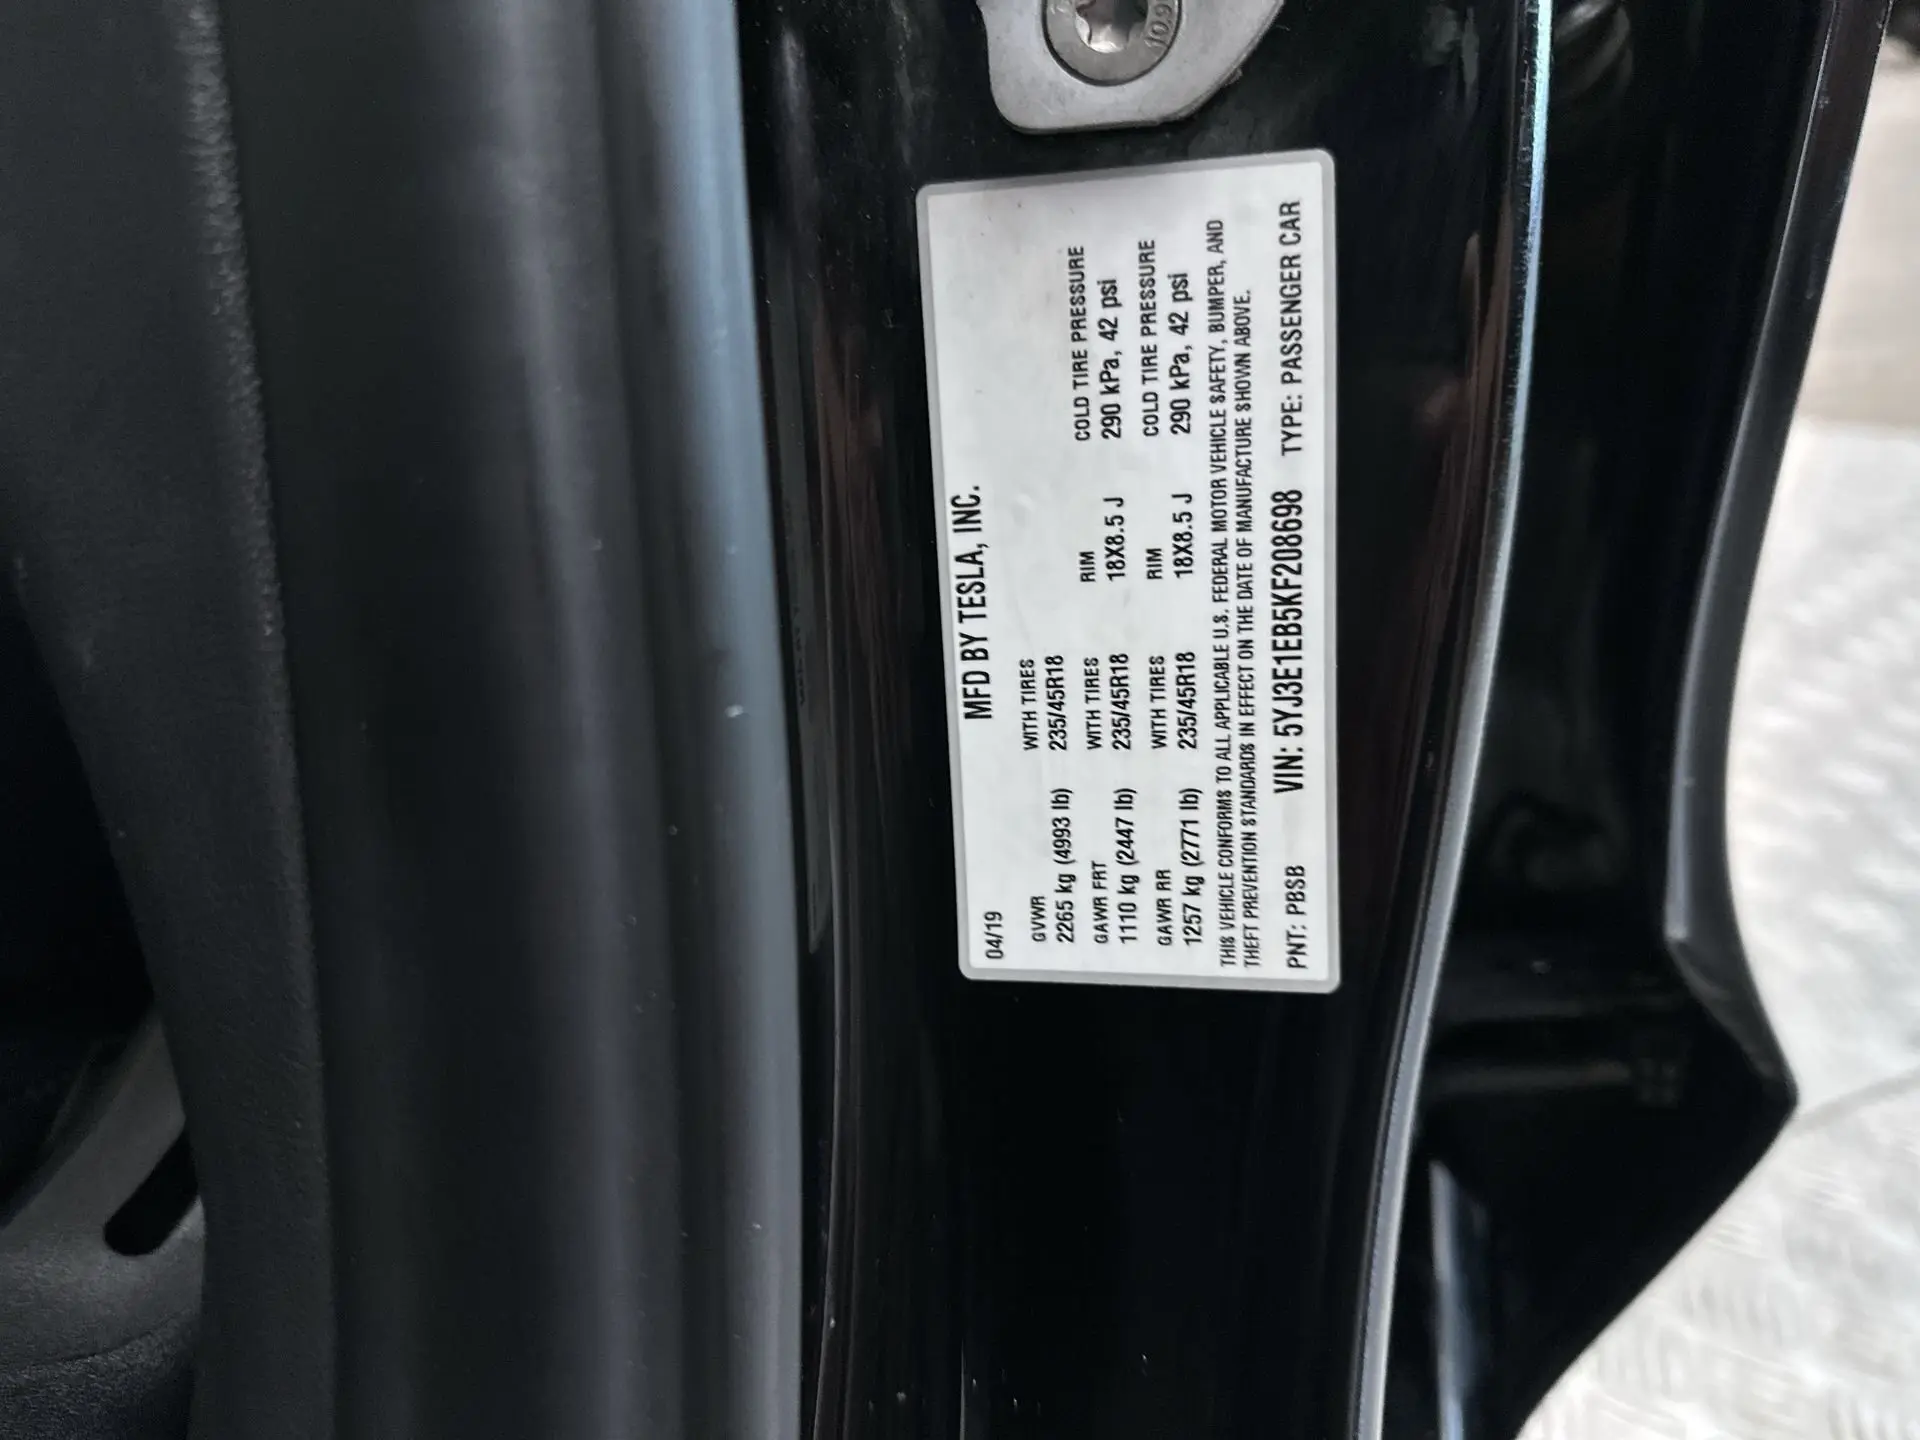 10.9
MFD BY TESLA, INC.
04/19
GVWR WITH TIRES
2265 kg (4993 lb) 235/45R18
GAWR FRT WITH TIRES RIM COLD TIRE PRESSURE
1110 kg (2447 lb) 235/45R18 18X8.5 J 290 kPa, 42 psi
GAWR RR WITH TIRES RIM COLD TIRE PRESSURE
1257 kg (2771 lb) 235/45R18 18X8.5 J 290 kPa, 42 psi
THIS VEHICLE CONFORMS TO ALL APPLICABLE U.S. FEDERAL MOTOR VEHICLE SAFETY, BUMPER, AND
THEFT PREVENTION STANDARDS IN EFFECT ON THE DATE OF MANUFACTURE SHOWN ABOVE.
PNT: PBSB VIN: 5YJ3E1EB5KF208698 TYPE: PASSENGER CAR